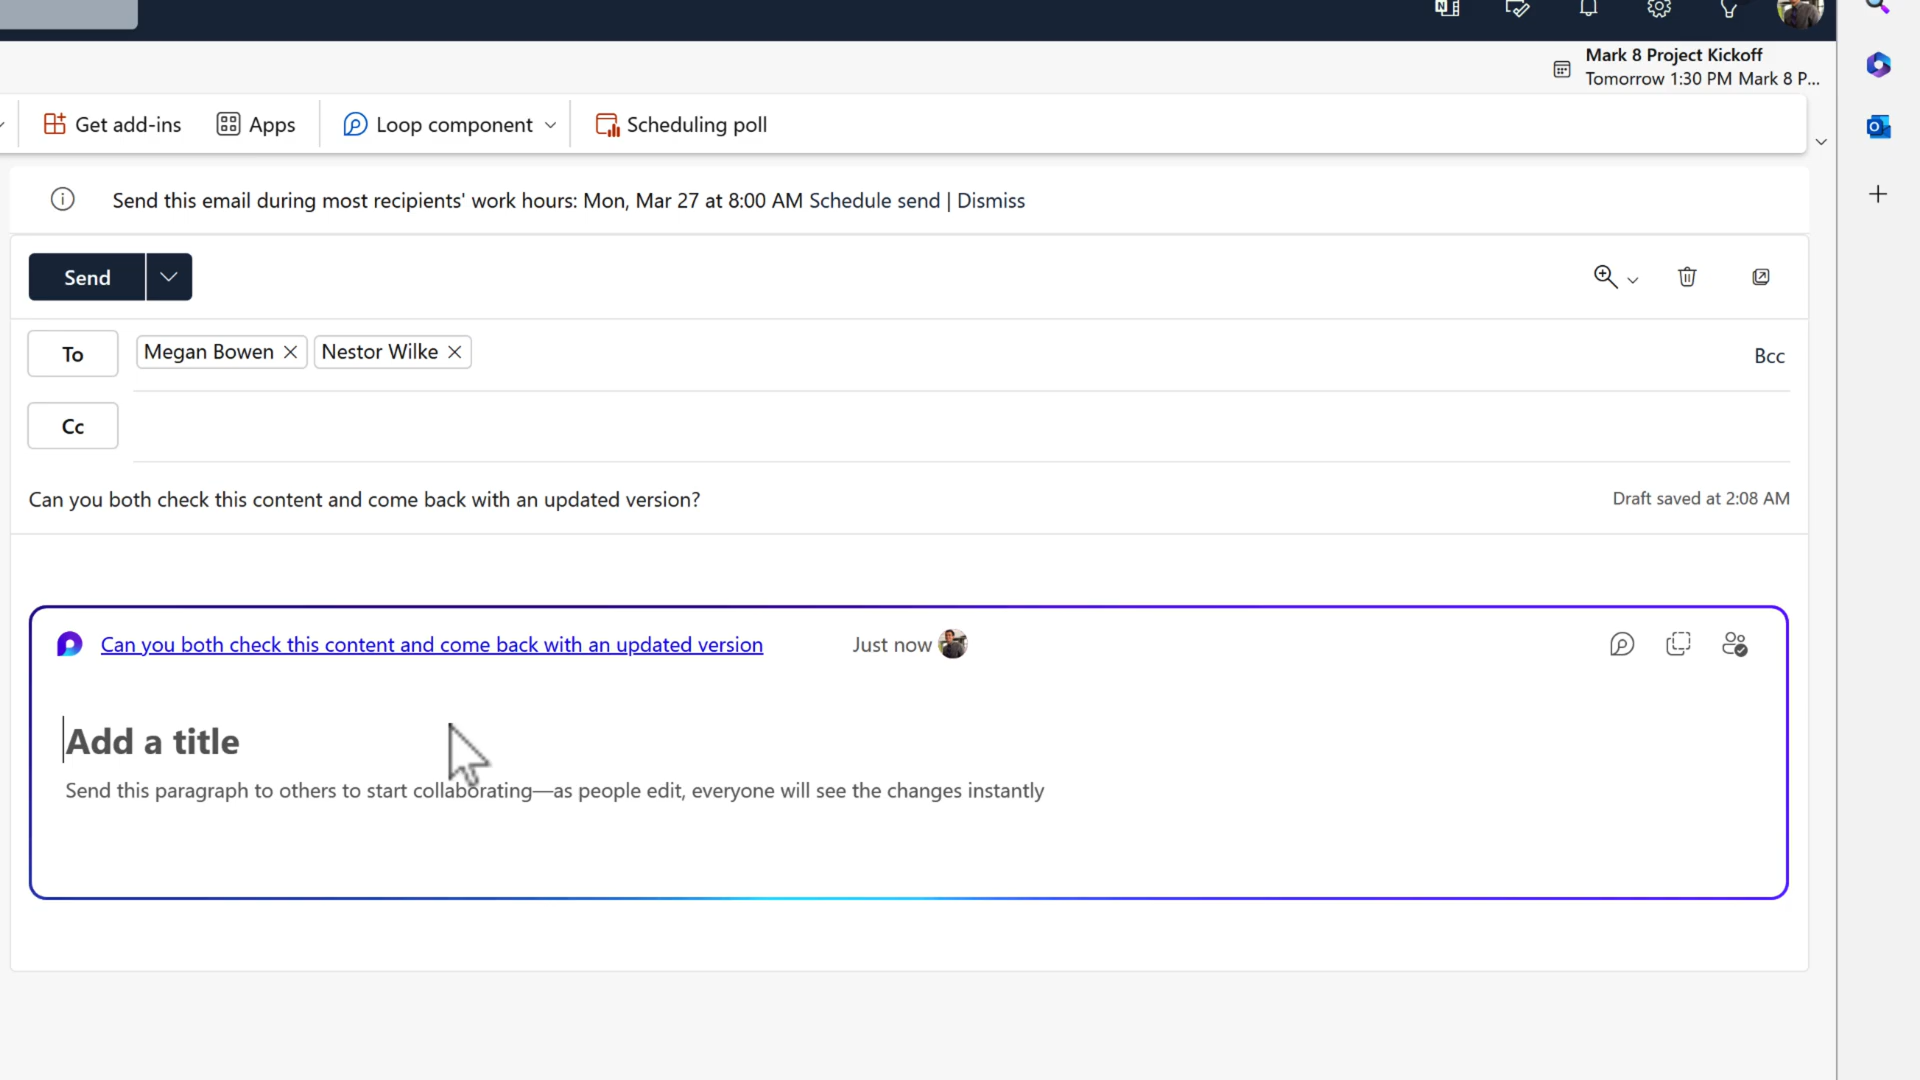 Mark 8 Project Kickoff
Tomorrow 1:30 PM Mark 8 P...
Get add-ins
Apps
Loop component
Scheduling poll
Send this email during most recipients' work hours: Mon, Mar 27 at 8:00 AM Schedule send | Dismiss
Send
To
Megan Bowen
Nestor Wilke
Bcc
Cc
Can you both check this content and come back with an updated version?
Draft saved at 2:08 AM
Can you both check this content and come back with an updated version
Just now
Add a title
Send this paragraph to others to start collaborating—as people edit, everyone will see the changes instantly